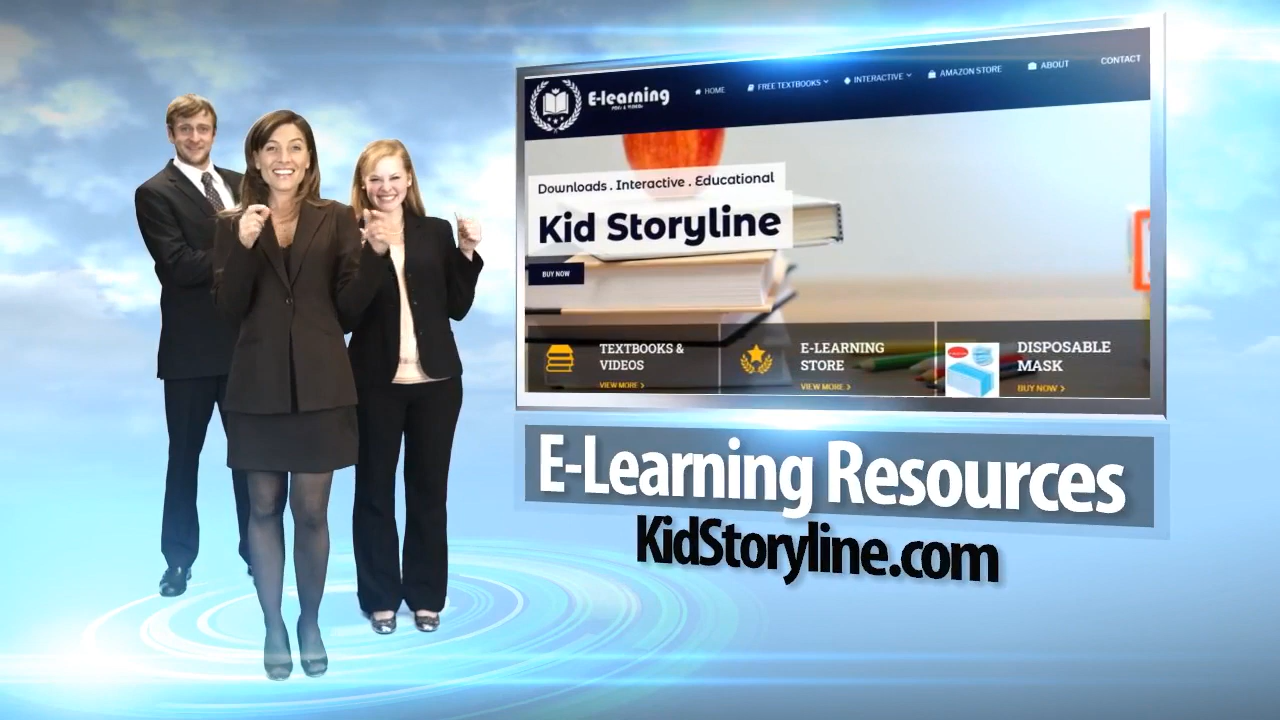 E-learning
HOME
FREE TEXTBOOKS
INTERACTIVE
AMAZON STORE
ABOUT
CONTACT
Downloads . Interactive . Educational
Kid Storyline
BUY NOW
TEXTBOOKS &
VIDEOS
VIEW MORE >
E-LEARNING
STORE
VIEW MORE >
DISPOSABLE
MASK
BUY NOW >
E-Learning Resources
KidStoryline.com